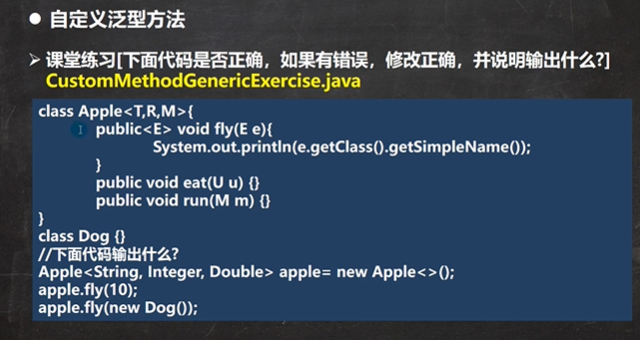 ● 自定义泛型方法
➢ 课堂练习[下面代码是否正确，如果有错误，修改正确，并说明输出什么?]
CustomMethodGenericExercise.java
class Apple<T,R,M>{
public<E> void fly(E e){
System.out.println(e.getClass().getSimpleName());
}
public void eat(U u) {}
public void run(M m) {}
}
class Dog {}
//下面代码输出什么?
Apple<String, Integer, Double> apple= new Apple<>();
apple.fly(10);
apple.fly(new Dog());